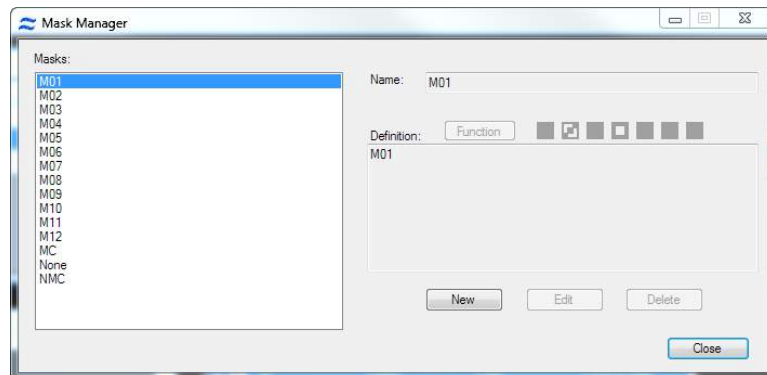 Mask Manager
Masks:
M01
M02
M03
M04
M05
M06
M07
M08
M09
M10
M11
M12
MC
None
NMC
Name: M01
Definition: Function
M01
New Edit Delete
Close